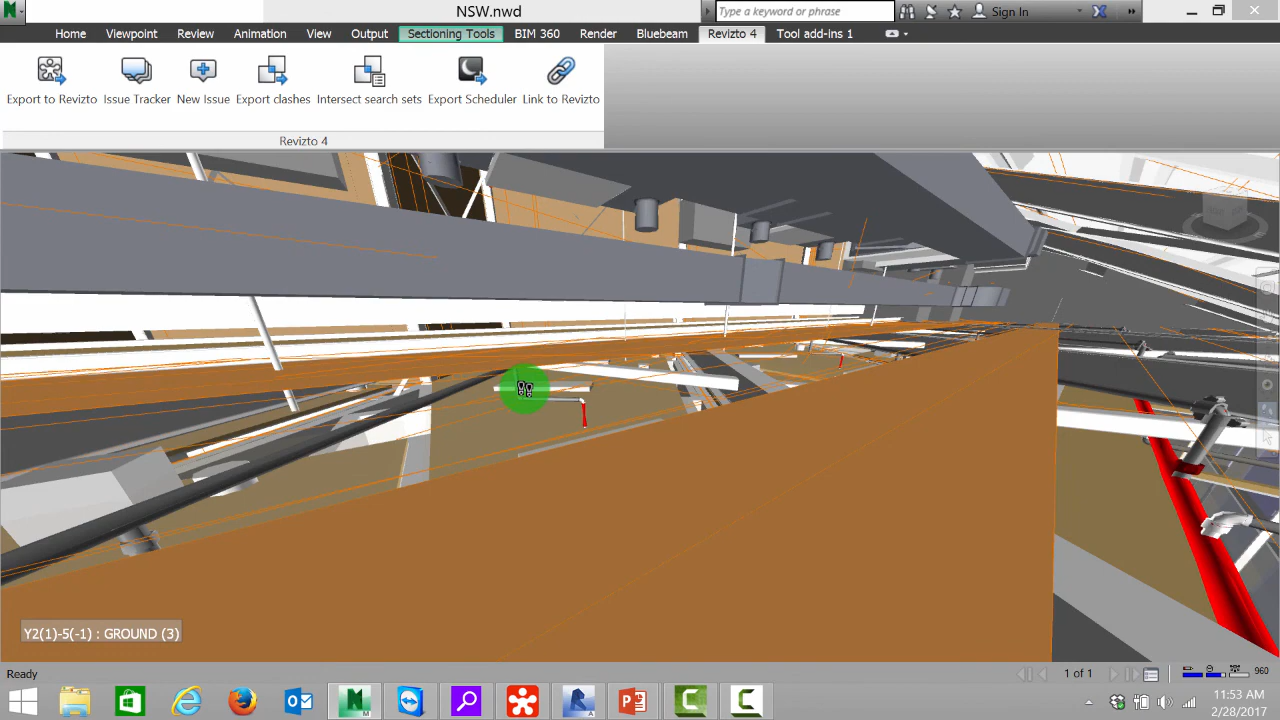 NSW.nwd
Type a keyword or phrase
Sign In
Home Viewpoint Review Animation View Output Sectioning Tools BIM 360 Render Bluebeam Revizto 4 Tool add-ins 1
Export to Revizto Issue Tracker New Issue Export clashes Intersect search sets Export Scheduler Link to Revizto
Revizto 4
Y2(1)-5(-1) : GROUND (3)
Ready
1 of 1
960
11:53 AM
2/28/2017